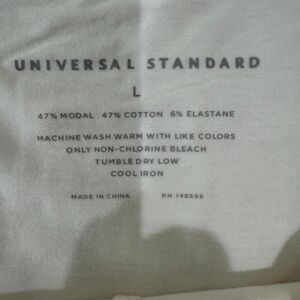 UNIVERSAL STANDARD
L
47% MODAL 47% COTTON 6% ELASTANE
MACHINE WASH WARM WITH LIKE COLORS
ONLY NON-CHLORINE BLEACH
TUMBLE DRY LOW
COOL IRON
MADE IN CHINA RN 148595